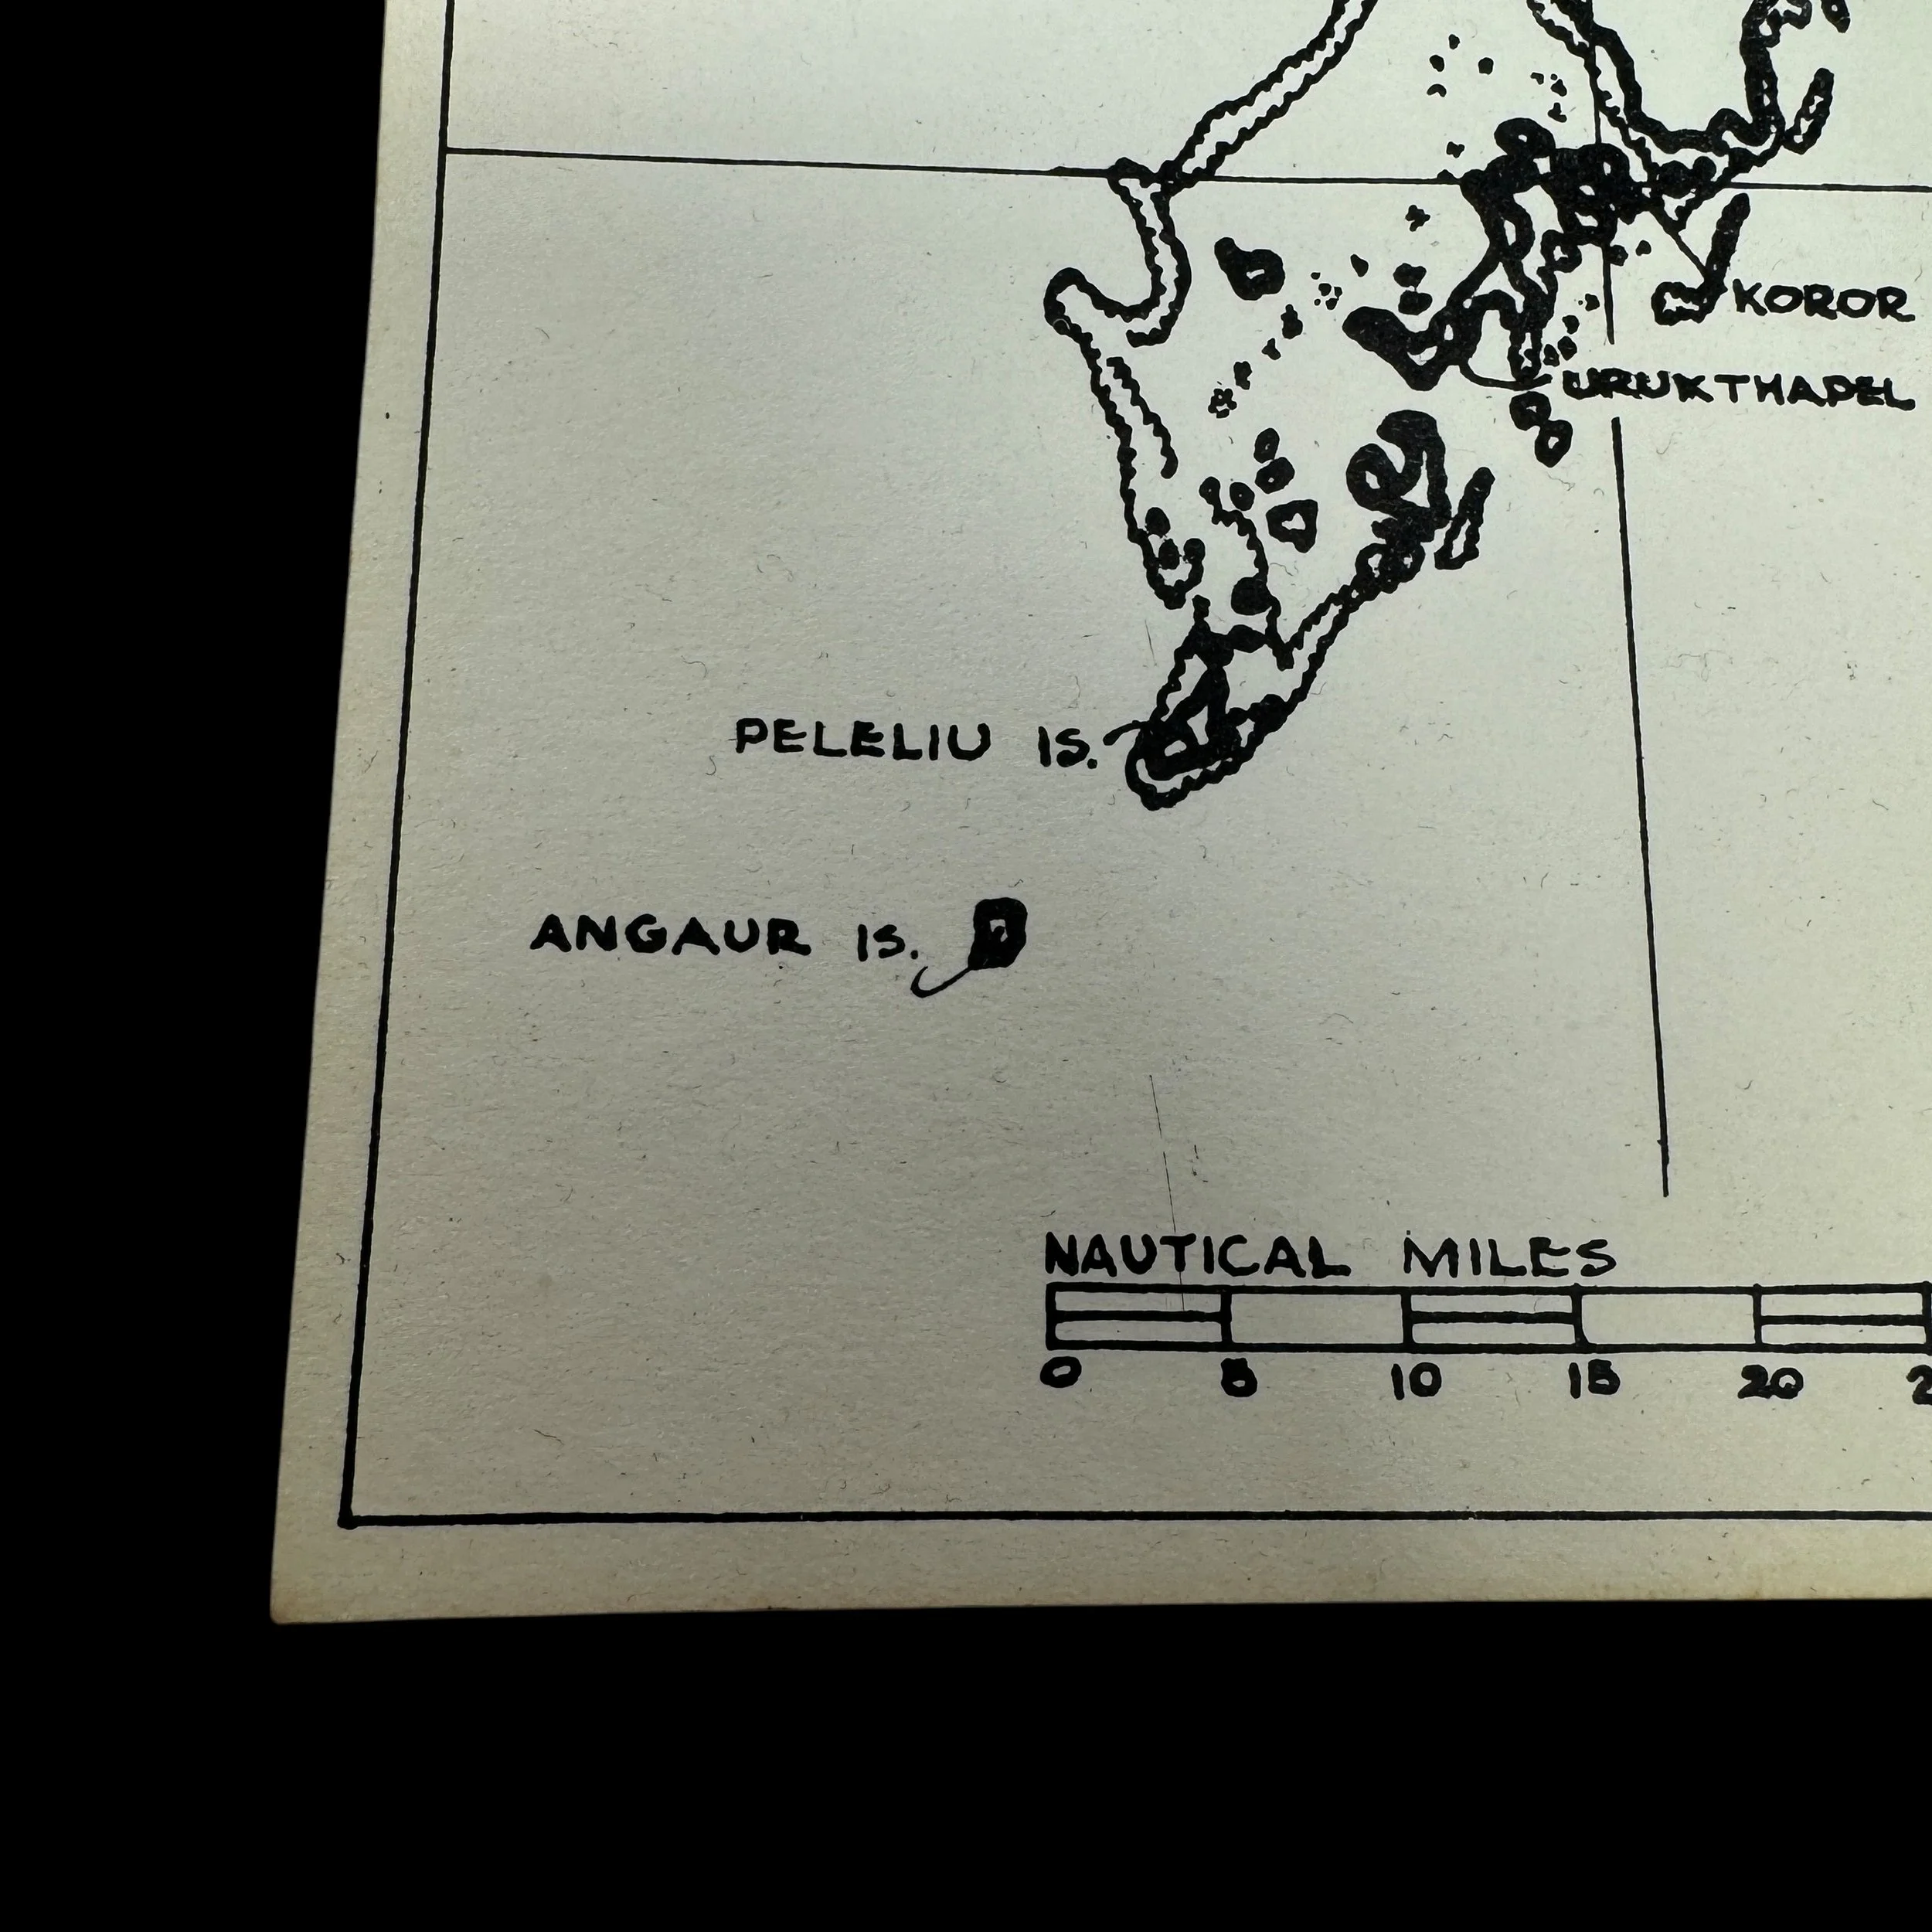 KOROR
URUKTHAPEL
PELELIU IS.
ANGAUR IS.
NAUTICAL MILES
0 5 10 15 20